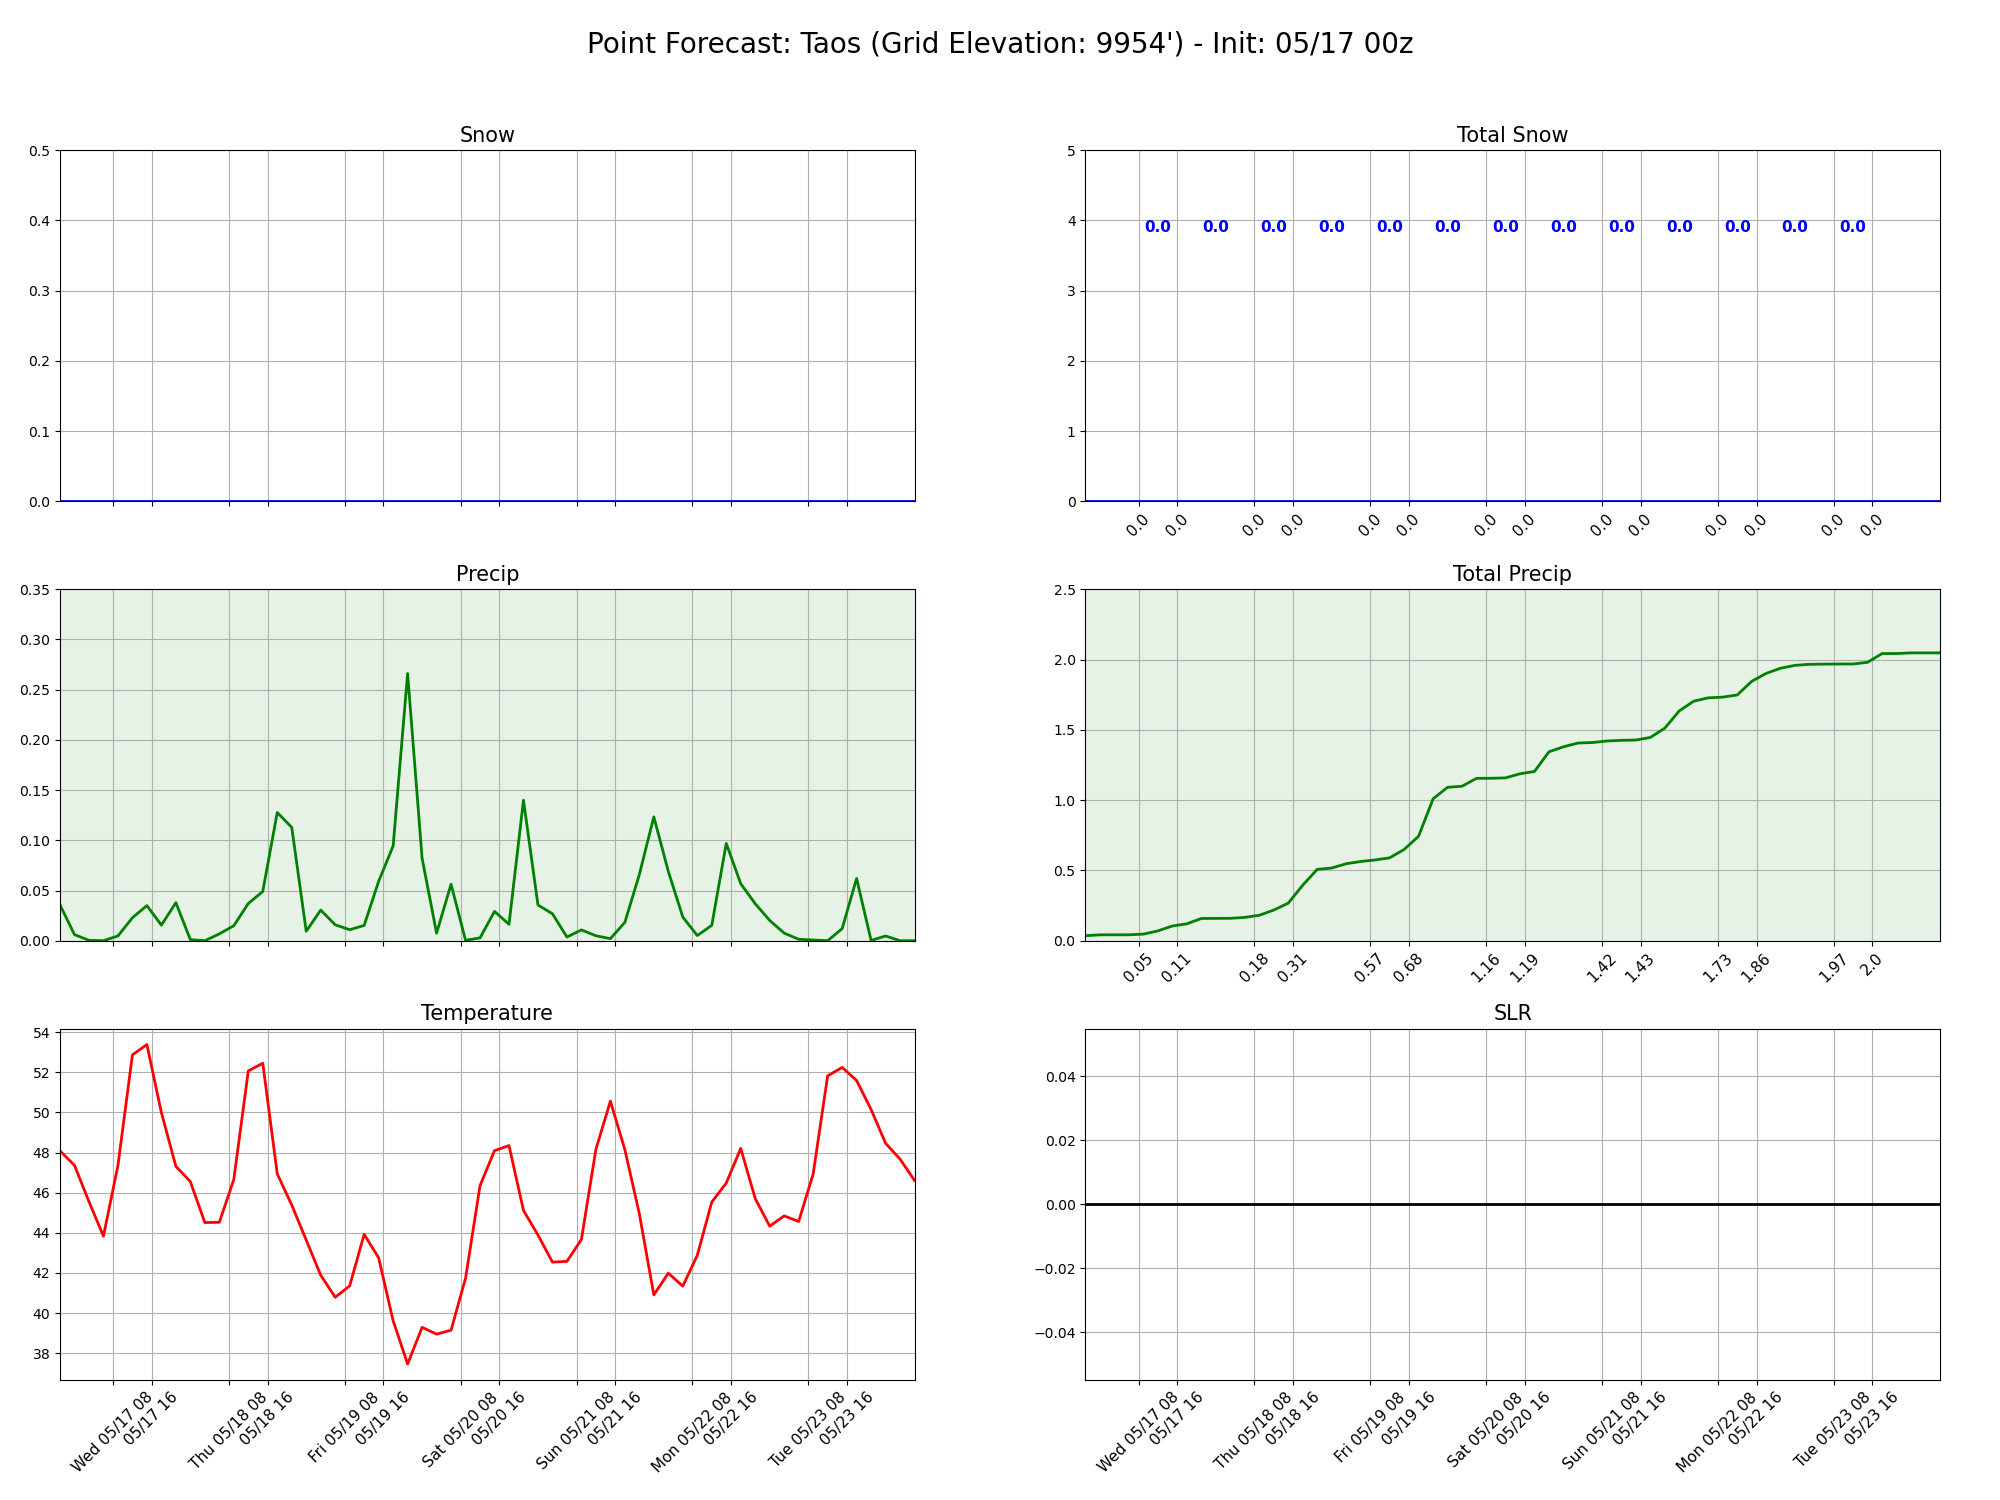 Point Forecast: Taos (Grid Elevation: 9954') - Init: 05/17 00z
Snow
0.5
0.4
0.3
0.2
0.1
0.0
Total Snow
5
4
3
2
1
0
0.0 0.0 0.0 0.0 0.0 0.0 0.0 0.0 0.0 0.0 0.0 0.0 0.0
0.0 0.0 0.0 0.0 0.0 0.0 0.0 0.0 0.0 0.0 0.0 0.0 0.0 0.0
Precip
0.35
0.30
0.25
0.20
0.15
0.10
0.05
0.00
Total Precip
2.5
2.0
1.5
1.0
0.5
0.0
0.05 0.11 0.18 0.31 0.57 0.68 1.16 1.19 1.42 1.43 1.73 1.86 1.97 2.0
Temperature
54
52
50
48
46
44
42
40
38
Wed 05/17 08
05/17 16
Thu 05/18 08
05/18 16
Fri 05/19 08
05/19 16
Sat 05/20 08
05/20 16
Sun 05/21 08
05/21 16
Mon 05/22 08
05/22 16
Tue 05/23 08
05/23 16
SLR
0.04
0.02
0.00
−0.02
−0.04
Wed 05/17 08
05/17 16
Thu 05/18 08
05/18 16
Fri 05/19 08
05/19 16
Sat 05/20 08
05/20 16
Sun 05/21 08
05/21 16
Mon 05/22 08
05/22 16
Tue 05/23 08
05/23 16